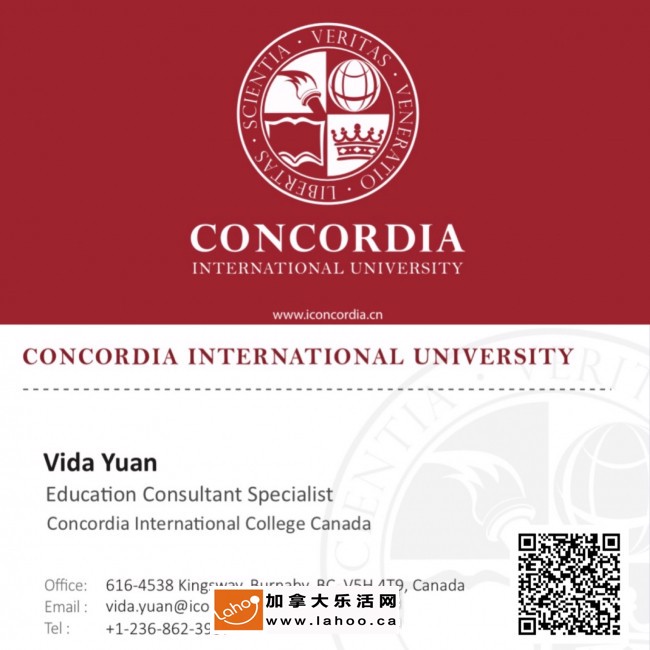 SCIENTIA · VERITAS · VENERATIO · LIBERTAS ·
CONCORDIA
INTERNATIONAL UNIVERSITY
www.iconcordia.cn
CONCORDIA INTERNATIONAL UNIVERSITY
Vida Yuan
Education Consultant Specialist
Concordia International College Canada
Office: 616-4538 Kingsway, Burnaby, BC, V5H 4T9, Canada
Email : vida.yuan@ico
Tel : +1-236-862-39
Lahoo
加拿大乐活网
www.lahoo.ca